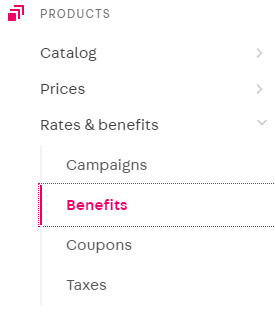 PRODUCTS
Catalog
Prices
Rates & benefits
Campaigns
Benefits
Coupons
Taxes